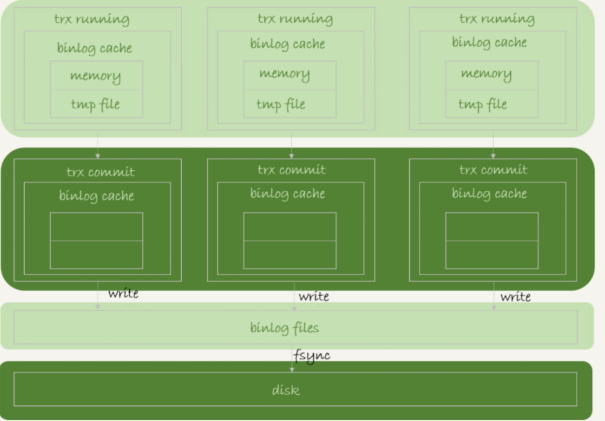 trx running
trx running
trx running
binlog cache
binlog cache
binlog cache
memory
memory
memory
tmp file
tmp file
tmp file
trx commit
trx commit
trx commit
binlog cache
binlog cache
binlog cache
write
write
write
binlog files
fsync
disk